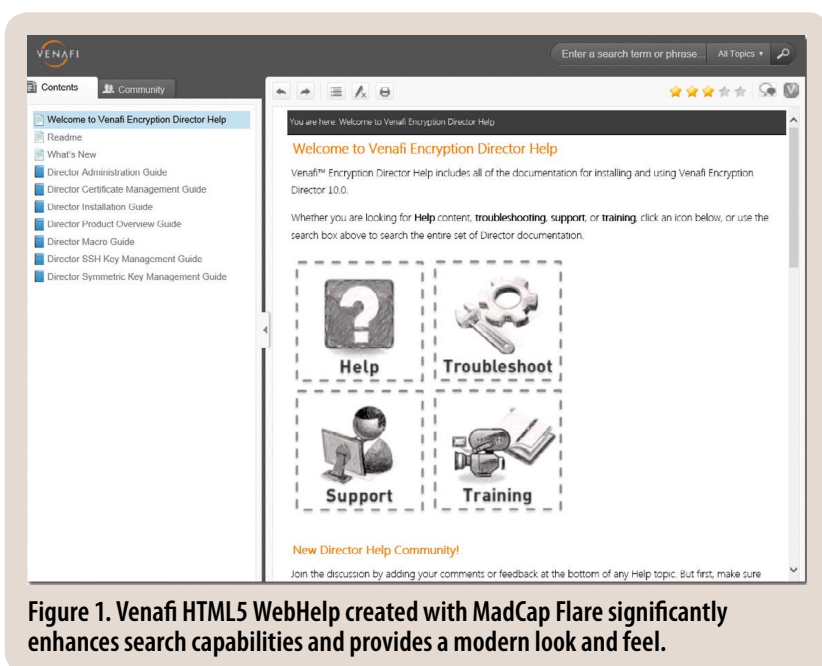 VENAFI
Enter a search term or phrase... All Topics
Contents
Community
Welcome to Venafi Encryption Director Help
Readme
What's New
Director Administration Guide
Director Certificate Management Guide
Director Installation Guide
Director Product Overview Guide
Director Macro Guide
Director SSH Key Management Guide
Director Symmetric Key Management Guide
You are here: Welcome to Venafi Encryption Director Help
Welcome to Venafi Encryption Director Help
Venafi™ Encryption Director Help includes all of the documentation for installing and using Venafi Encryption
Director 10.0.
Whether you are looking for Help content, troubleshooting, support, or training, click an icon below, or use the
search box above to search the entire set of Director documentation.
?
Help
Troubleshoot
Support
Training
New Director Help Community!
Join the discussion by adding your comments or feedback at the bottom of any Help topic. But first, make sure
Figure 1. Venafi HTML5 WebHelp created with MadCap Flare significantly
enhances search capabilities and provides a modern look and feel.